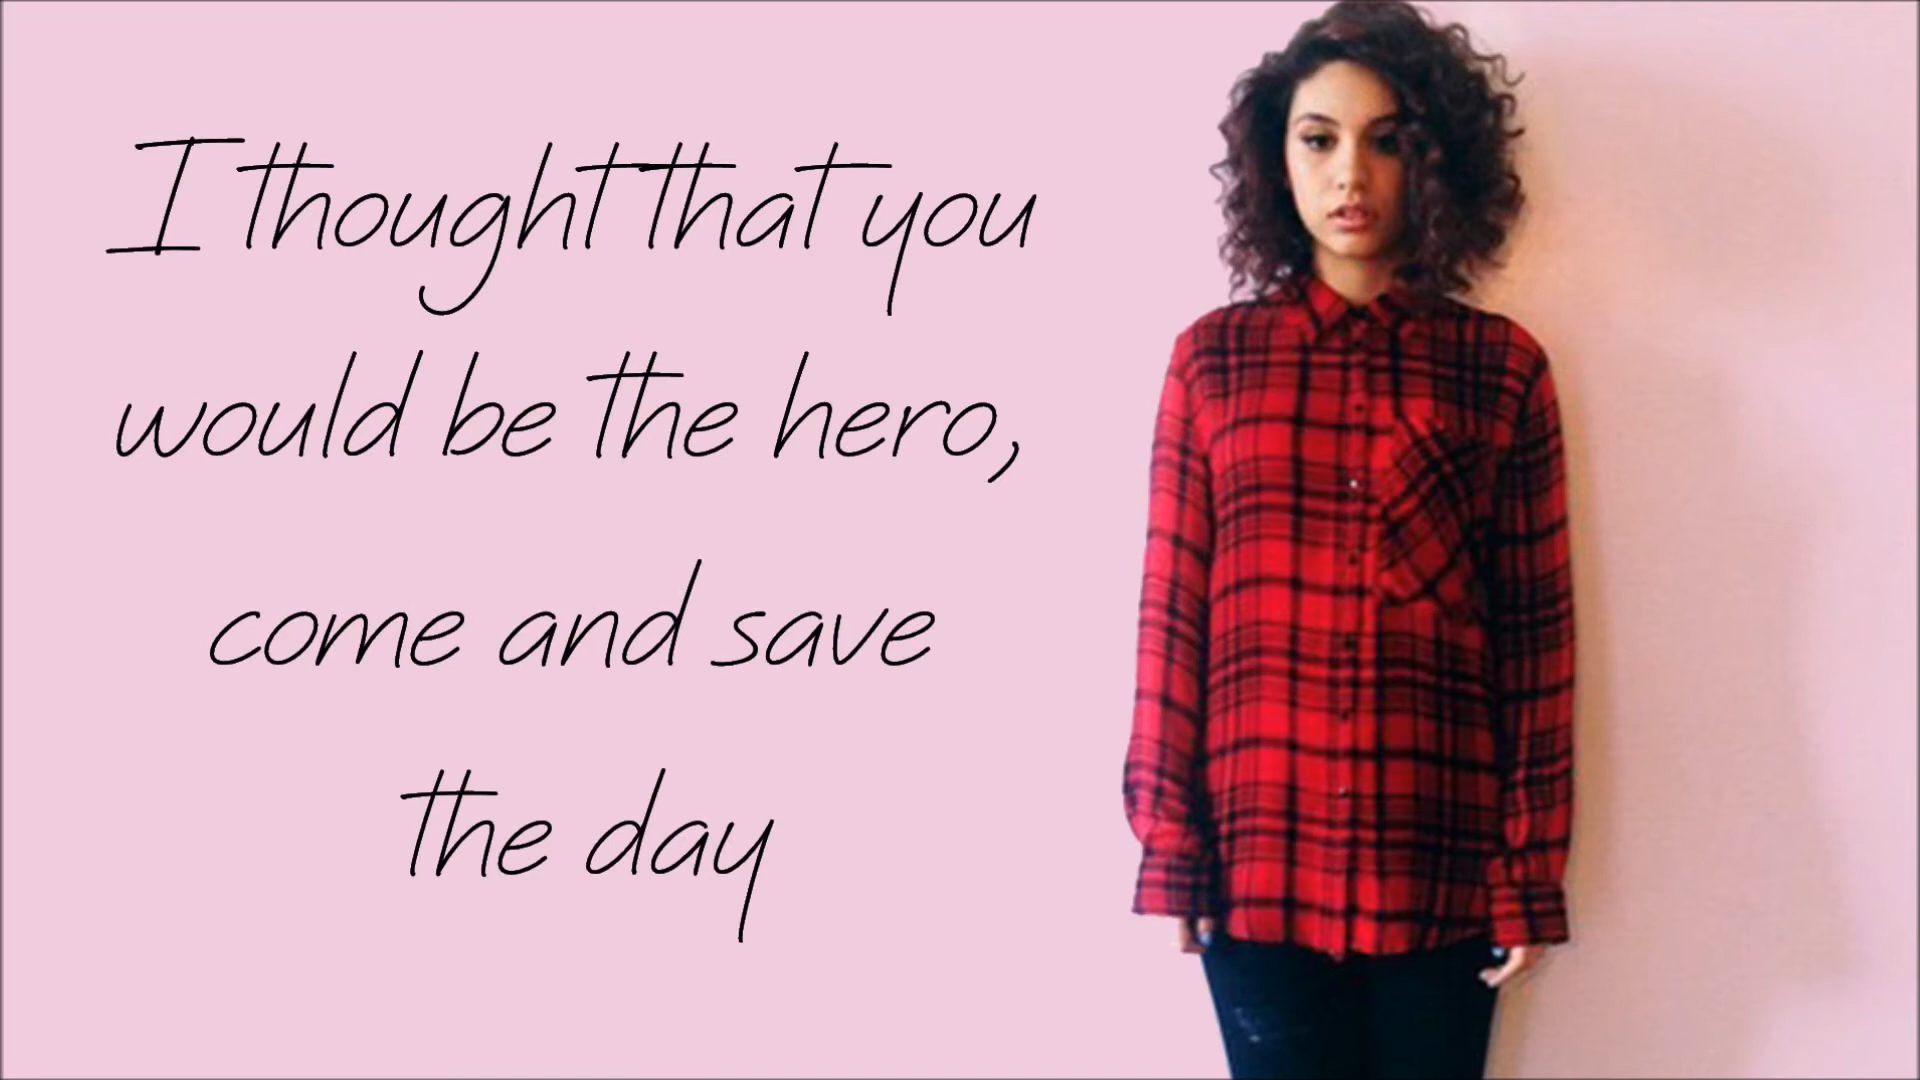 I thought that you
would be the hero,
come and save
the day